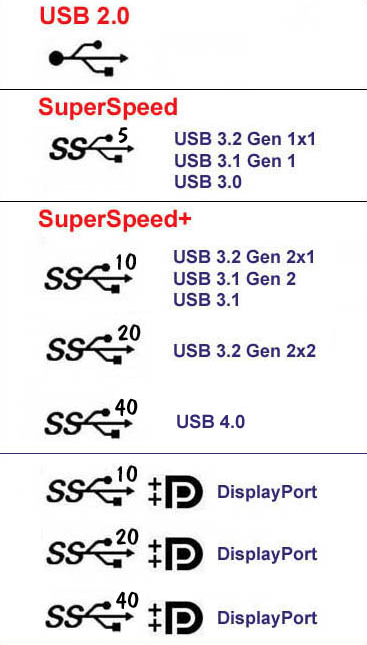 USB 2.0
SuperSpeed
SS 5
USB 3.2 Gen 1x1
USB 3.1 Gen 1
USB 3.0
SuperSpeed+
SS 10
USB 3.2 Gen 2x1
USB 3.1 Gen 2
USB 3.1
SS 20
USB 3.2 Gen 2x2
SS 40
USB 4.0
SS 10 DisplayPort
SS 20 DisplayPort
SS 40 DisplayPort